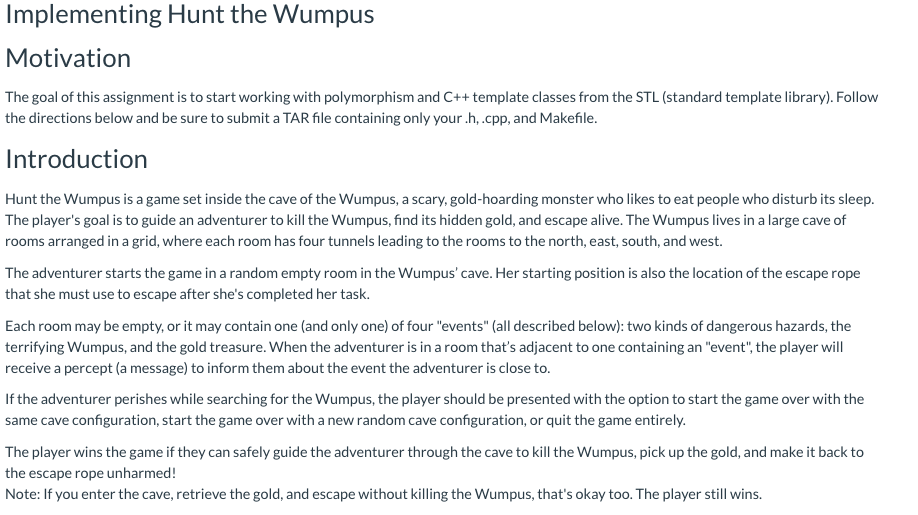 Implementing Hunt the Wumpus
Motivation
The goal of this assignment is to start working with polymorphism and C++ template classes from the STL (standard template library). Follow
the directions below and be sure to submit a TAR file containing only your .h, .cpp, and Makefile.
Introduction
Hunt the Wumpus is a game set inside the cave of the Wumpus, a scary, gold-hoarding monster who likes to eat people who disturb its sleep.
The player's goal is to guide an adventurer to kill the Wumpus, find its hidden gold, and escape alive. The Wumpus lives in a large cave of
rooms arranged in a grid, where each room has four tunnels leading to the rooms to the north, east, south, and west.
The adventurer starts the game in a random empty room in the Wumpus’ cave. Her starting position is also the location of the escape rope
that she must use to escape after she's completed her task.
Each room may be empty, or it may contain one (and only one) of four "events" (all described below): two kinds of dangerous hazards, the
terrifying Wumpus, and the gold treasure. When the adventurer is in a room that’s adjacent to one containing an "event", the player will
receive a percept (a message) to inform them about the event the adventurer is close to.
If the adventurer perishes while searching for the Wumpus, the player should be presented with the option to start the game over with the
same cave configuration, start the game over with a new random cave configuration, or quit the game entirely.
The player wins the game if they can safely guide the adventurer through the cave to kill the Wumpus, pick up the gold, and make it back to
the escape rope unharmed!
Note: If you enter the cave, retrieve the gold, and escape without killing the Wumpus, that's okay too. The player still wins.